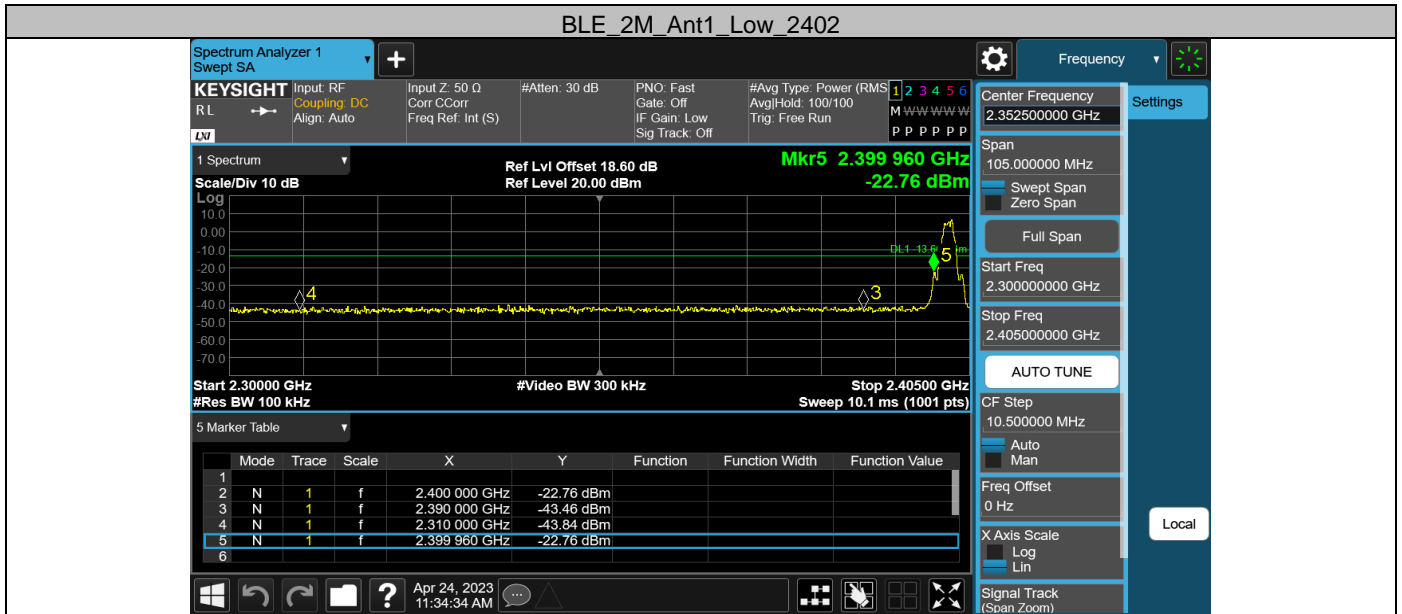 BLE_2M_Ant1_Low_2402
Spectrum Analyzer 1
Swept SA
+
Frequency
KEYSIGHT
RL
LXI
Input: RF
Coupling: DC
Align: Auto
Input Z: 50 Ω
Corr CCorr
Freq Ref: Int (S)
#Atten: 30 dB
PNO: Fast
Gate: Off
IF Gain: Low
Sig Track: Off
#Avg Type: Power (RMS
Avg|Hold: 100/100
Trig: Free Run
1 2 3 4 5 6
M W W W W W
P P P P P P
1 Spectrum
Scale/Div 10 dB
Ref Lvl Offset 18.60 dB
Ref Level 20.00 dBm
Mkr5 2.399 960 GHz
-22.76 dBm
Log
10.0
0.00
-10.0
-20.0
-30.0
-40.0
-50.0
-60.0
-70.0
DL1
5
4
3
Start 2.30000 GHz
#Video BW 300 kHz
Stop 2.40500 GHz
#Res BW 100 kHz
Sweep 10.1 ms (1001 pts)
5 Marker Table
Mode Trace Scale X Y Function Function Width Function Value
1
2 N 1 f 2.400 000 GHz -22.76 dBm
3 N 1 f 2.390 000 GHz -43.46 dBm
4 N 1 f 2.310 000 GHz -43.84 dBm
5 N 1 f 2.399 960 GHz -22.76 dBm
6
?
Apr 24, 2023
11:34:34 AM
Center Frequency
2.352500000 GHz
Settings
Span
105.000000 MHz
Swept Span
Zero Span
Full Span
Start Freq
2.300000000 GHz
Stop Freq
2.405000000 GHz
AUTO TUNE
CF Step
10.500000 MHz
Auto
Man
Freq Offset
0 Hz
X Axis Scale
Log
Lin
Local
Signal Track
(Span Zoom)